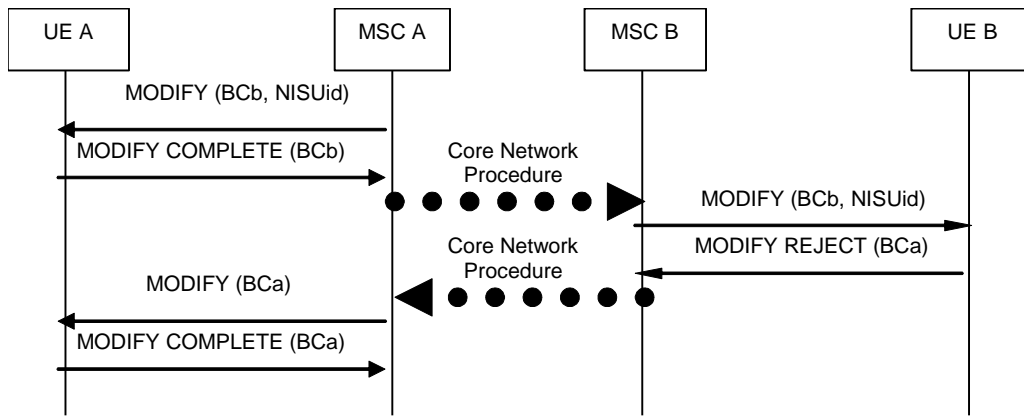 UE A
MSC A
MSC B
UE B
MODIFY (BCb, NISUid)
MODIFY COMPLETE (BCb)
Core Network
Procedure
MODIFY (BCb, NISUid)
MODIFY REJECT (BCa)
Core Network
Procedure
MODIFY (BCa)
MODIFY COMPLETE (BCa)